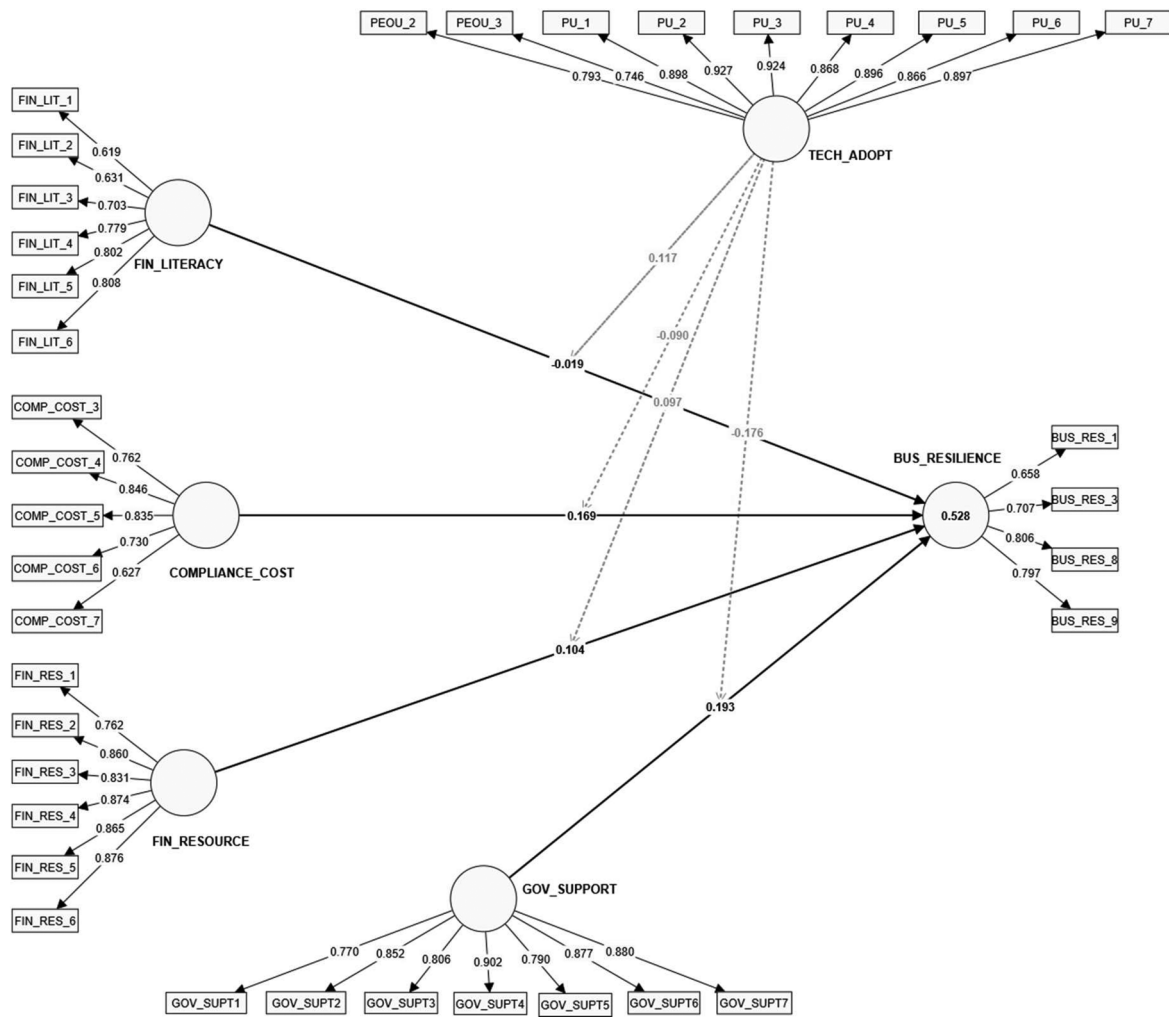 PEOU_2
PEOU_3
PU_1
PU_2
PU_3
PU_4
PU_5
PU_6
PU_7
0.793
0.746
0.898
0.927
0.924
0.868
0.896
0.866
0.897
TECH_ADOPT
FIN_LIT_1
FIN_LIT_2
FIN_LIT_3
FIN_LIT_4
FIN_LIT_5
FIN_LIT_6
0.619
0.631
0.703
0.779
0.802
0.808
FIN_LITERACY
0.117
-0.090
0.097
-0.176
-0.019
COMP_COST_3
COMP_COST_4
COMP_COST_5
COMP_COST_6
COMP_COST_7
0.762
0.846
0.835
0.730
0.627
COMPLIANCE_COST
0.169
BUS_RESILIENCE
0.528
BUS_RES_1
BUS_RES_3
BUS_RES_8
BUS_RES_9
0.658
0.707
0.806
0.797
FIN_RES_1
FIN_RES_2
FIN_RES_3
FIN_RES_4
FIN_RES_5
FIN_RES_6
0.762
0.860
0.831
0.874
0.865
0.876
FIN_RESOURCE
0.104
0.193
GOV_SUPPORT
0.770
0.852
0.806
0.902
0.790
0.877
0.880
GOV_SUPT1
GOV_SUPT2
GOV_SUPT3
GOV_SUPT4
GOV_SUPT5
GOV_SUPT6
GOV_SUPT7